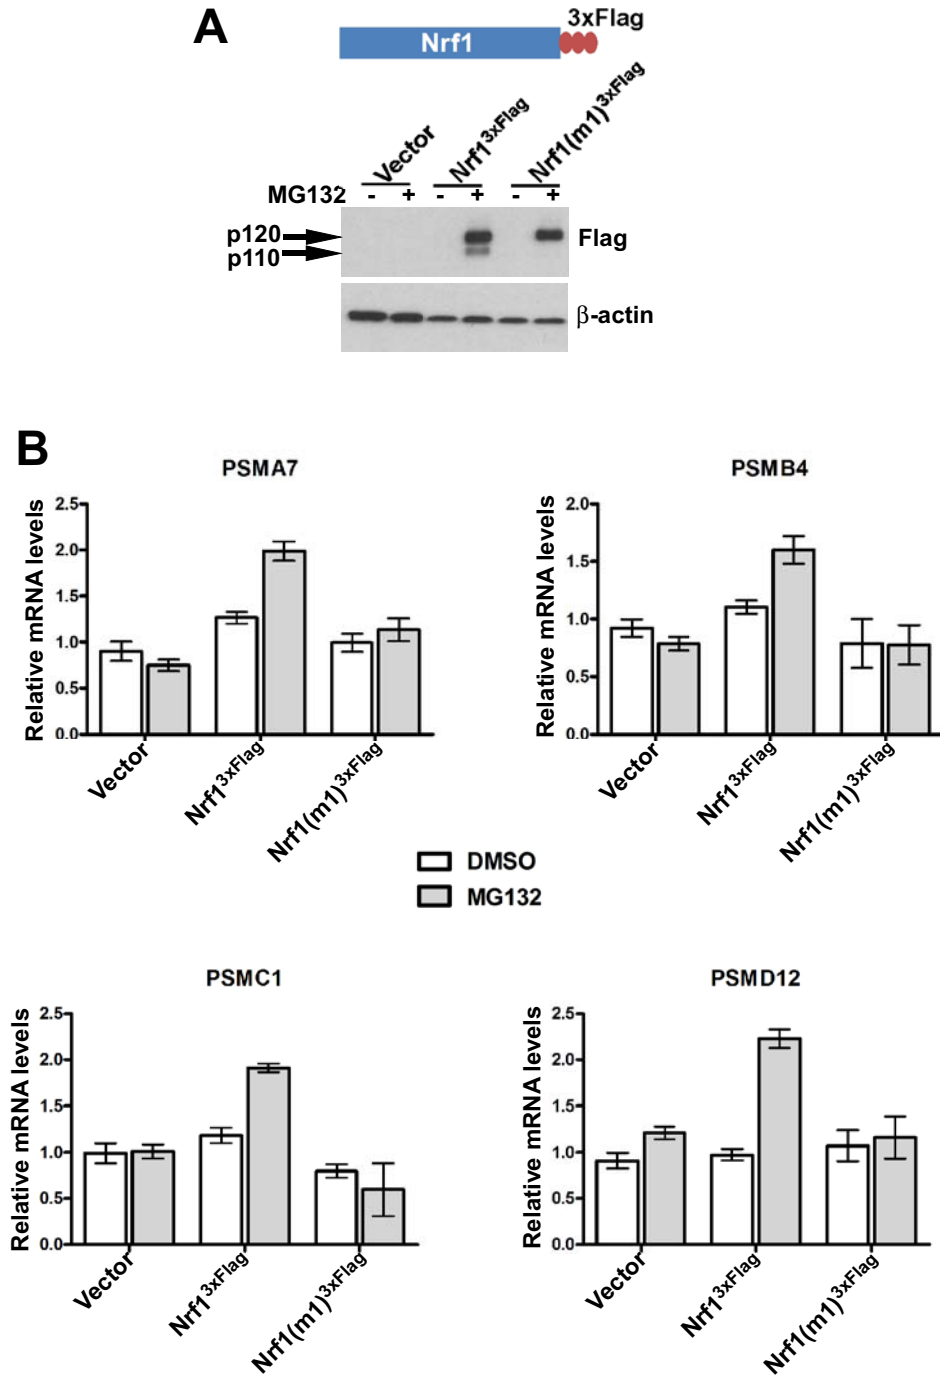 A
3xFlag
Nrf1
Vector
Nrf1 3xFlag
Nrf1(m1) 3xFlag
MG132 - + - + - +
p120
p110
Flag
β-actin
B
PSMA7
Relative mRNA levels
2.5
2.0
1.5
1.0
0.5
0.0
Vector
Nrf1 3xFlag
Nrf1(m1) 3xFlag
PSMB4
Relative mRNA levels
2.0
1.5
1.0
0.5
0.0
Vector
Nrf1 3xFlag
Nrf1(m1) 3xFlag
DMSO
MG132
PSMC1
Relative mRNA levels
2.5
2.0
1.5
1.0
0.5
0.0
Vector
Nrf1 3xFlag
Nrf1(m1) 3xFlag
PSMD12
Relative mRNA levels
2.5
2.0
1.5
1.0
0.5
0.0
Vector
Nrf1 3xFlag
Nrf1(m1) 3xFlag